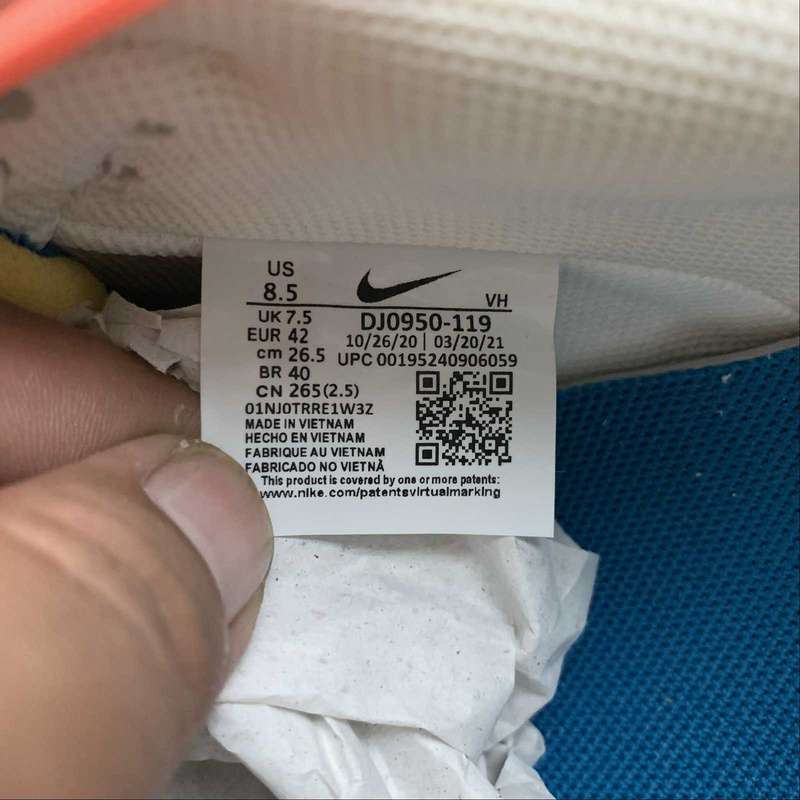 US
8.5
VH
UK 7.5
EUR 42
cm 26.5
BR 40
CN 265(2.5)
DJ0950-119
10/26/20 | 03/20/21
UPC 00195240906059
01NJ0TRRE1W3Z
MADE IN VIETNAM
HECHO EN VIETNAM
FABRIQUE AU VIETNAM
FABRICADO NO VIETNÃ
This product is covered by one or more patents:
www.nike.com/patentsvirtualmarking